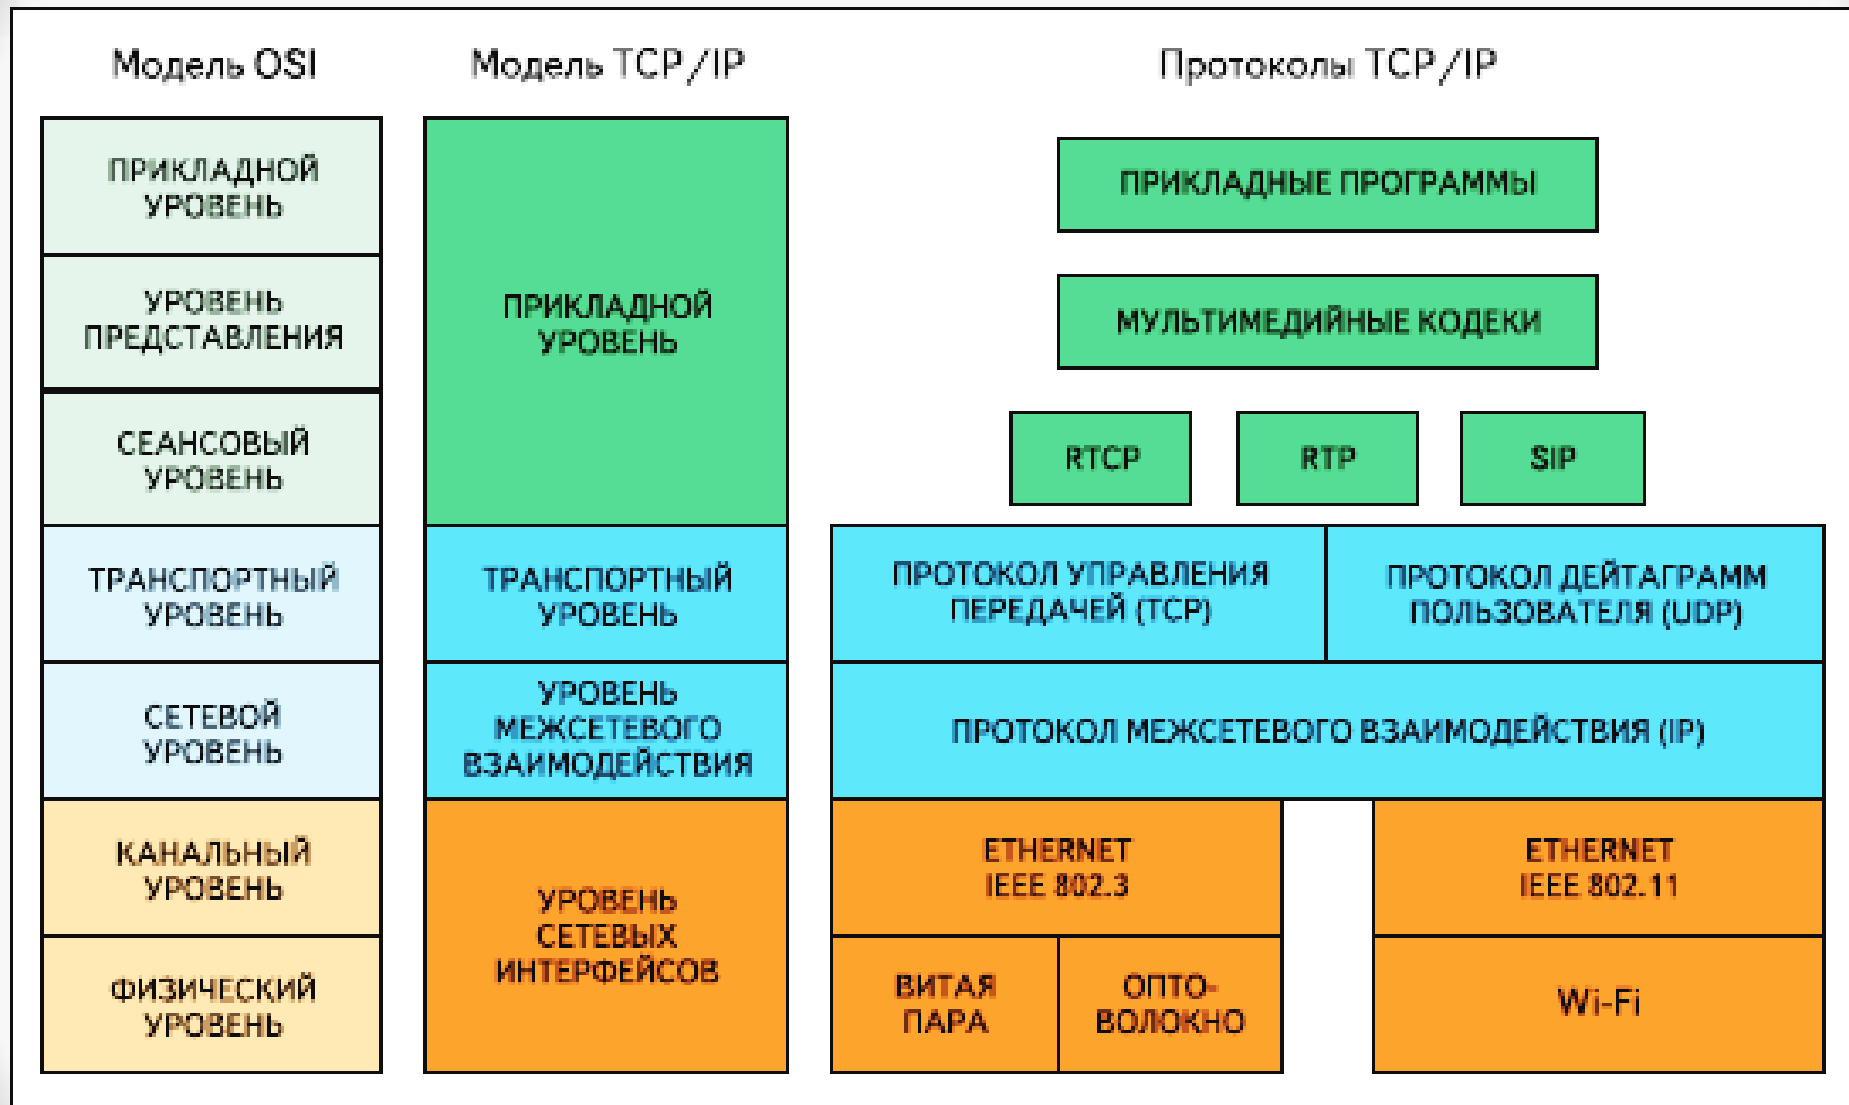 Модель OSI
Модель TCP/IP
Протоколы TCP/IP
ПРИКЛАДНОЙ
УРОВЕНЬ
УРОВЕНЬ
ПРЕДСТАВЛЕНИЯ
СЕАНСОВЫЙ
УРОВЕНЬ
ТРАНСПОРТНЫЙ
УРОВЕНЬ
СЕТЕВОЙ
УРОВЕНЬ
КАНАЛЬНЫЙ
УРОВЕНЬ
ФИЗИЧЕСКИЙ
УРОВЕНЬ
ПРИКЛАДНОЙ
УРОВЕНЬ
ТРАНСПОРТНЫЙ
УРОВЕНЬ
УРОВЕНЬ
МЕЖСЕТЕВОГО
ВЗАИМОДЕЙСТВИЯ
УРОВЕНЬ
СЕТЕВЫХ
ИНТЕРФЕЙСОВ
ПРИКЛАДНЫЕ ПРОГРАММЫ
МУЛЬТИМЕДИЙНЫЕ КОДЕКИ
RTCP
RTP
SIP
ПРОТОКОЛ УПРАВЛЕНИЯ
ПЕРЕДАЧЕЙ (TCP)
ПРОТОКОЛ ДЕЙТАГРАММ
ПОЛЬЗОВАТЕЛЯ (UDP)
ПРОТОКОЛ МЕЖСЕТЕВОГО ВЗАИМОДЕЙСТВИЯ (IP)
ETHERNET
IEEE 802.3
ETHERNET
IEEE 802.11
ВИТАЯ
ПАРА
ОПТО-
ВОЛОКНО
Wi-Fi